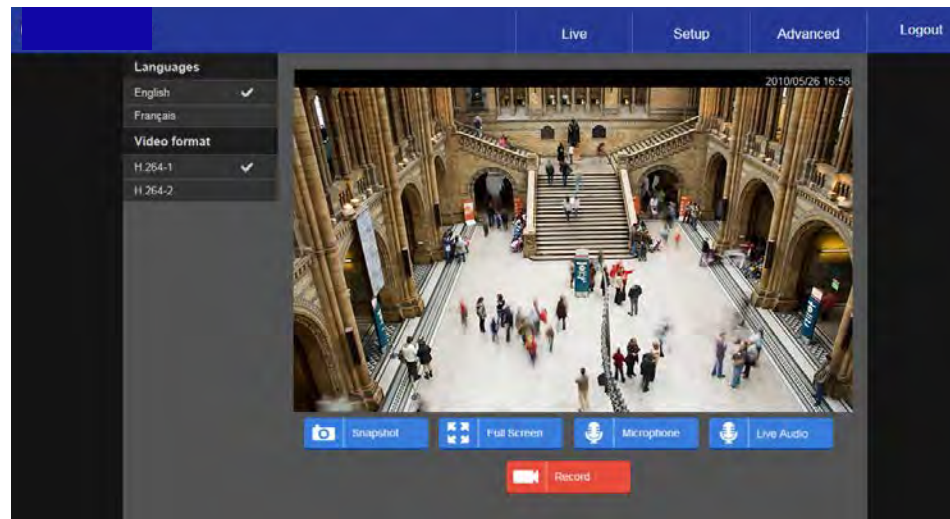 Live Setup Advanced Logout
Languages
English
Français
Video format
H.264-1
H.264-2
2010/05/26 16:58
Snapshot Full Screen Microphone Live Audio
Record